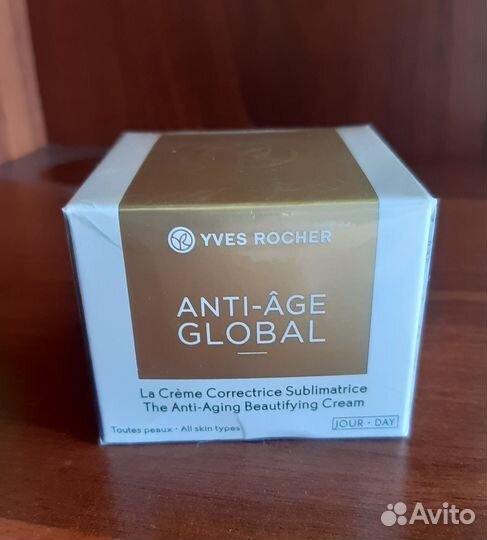 YVES ROCHER
ANTI-ÂGE
GLOBAL
La Crème Correctrice Sublimatrice
The Anti-Aging Beautifying Cream
Toutes peaux • All skin types
JOUR • DAY
Avito